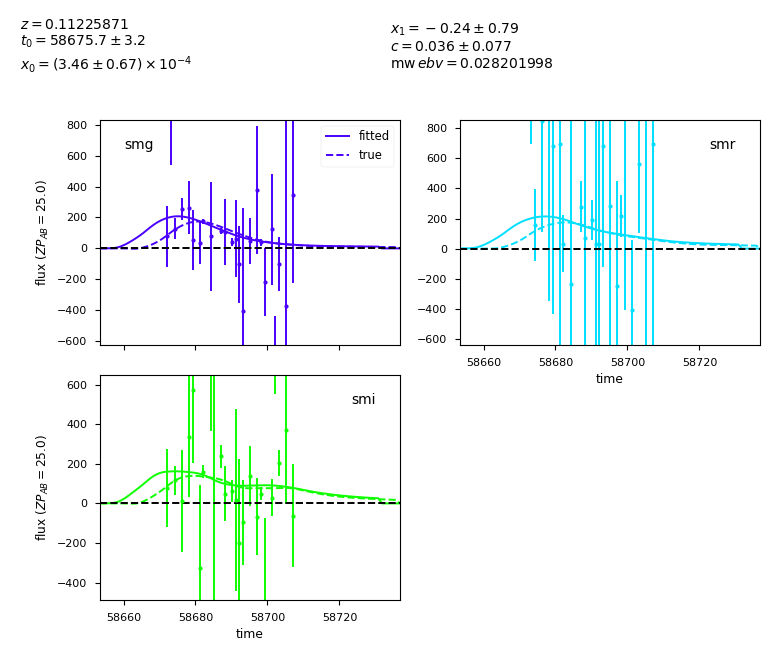 z = 0.11225871
t₀ = 58675.7 ± 3.2
x₀ = (3.46 ± 0.67) × 10⁻⁴
x₁ = −0.24 ± 0.79
c = 0.036 ± 0.077
mw ebv = 0.028201998
smg
fitted
true
800
600
400
200
0
−200
−400
−600
flux (ZP_AB = 25.0)
smr
800
600
400
200
0
−200
−400
−600
58660 58680 58700 58720
time
smi
600
400
200
0
−200
−400
flux (ZP_AB = 25.0)
58660 58680 58700 58720
time